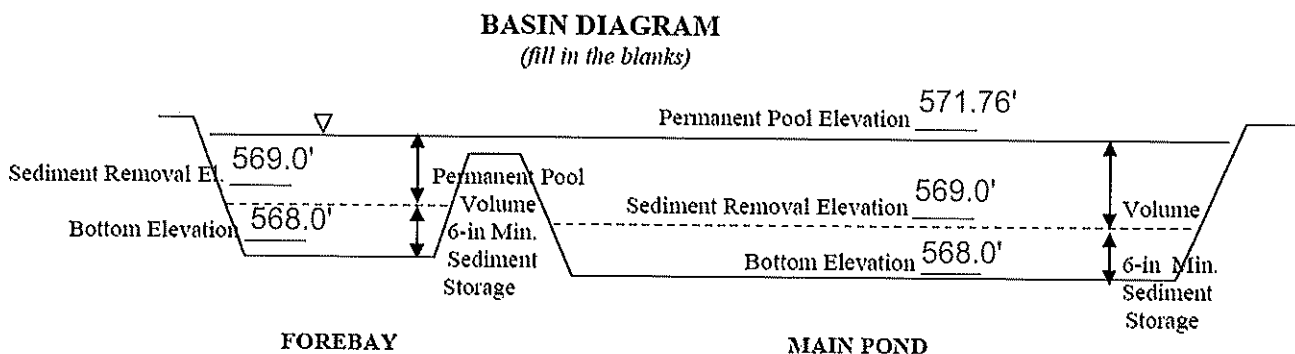 BASIN DIAGRAM
(fill in the blanks)
Permanent Pool Elevation 571.76'
Sediment Removal El. 569.0'
Permanent Pool
Volume
Sediment Removal Elevation 569.0'
Volume
Bottom Elevation 568.0'
6-in Min.
Sediment
Storage
Bottom Elevation 568.0'
6-in Min.
Sediment
Storage
FOREBAY
MAIN POND